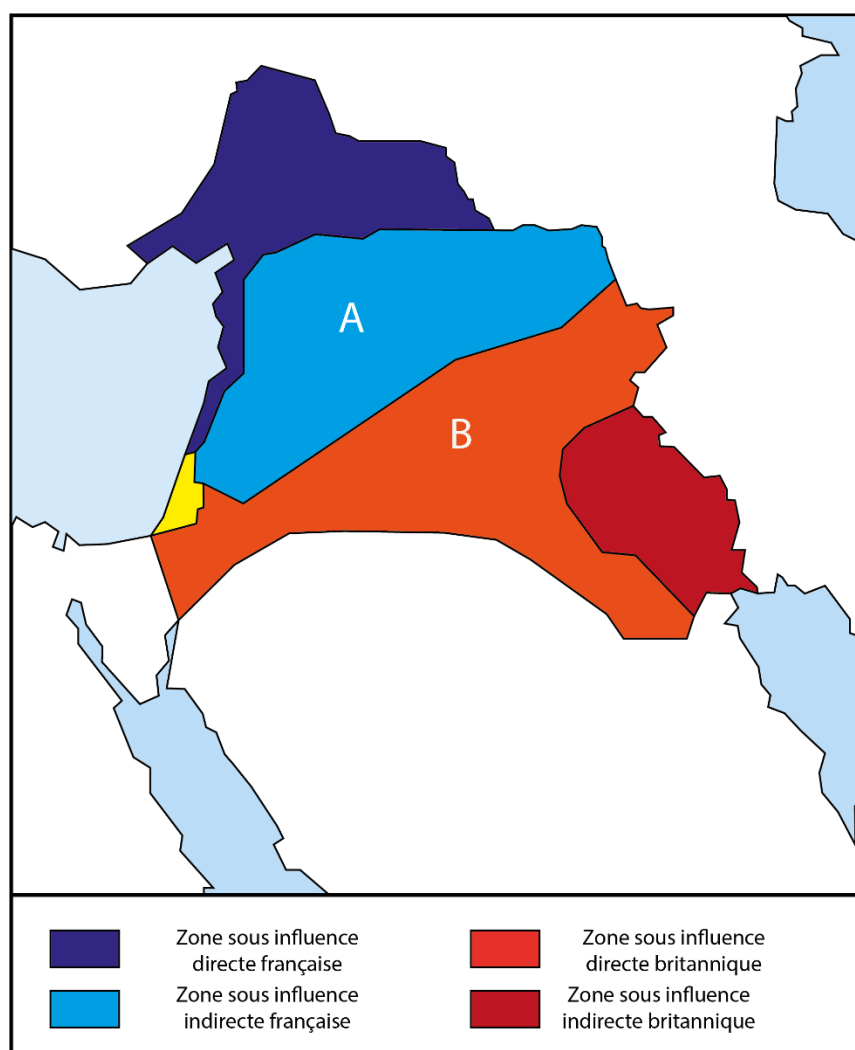 A
B
Zone sous influence
directe française
Zone sous influence
directe britannique
Zone sous influence
indirecte française
Zone sous influence
indirecte britannique